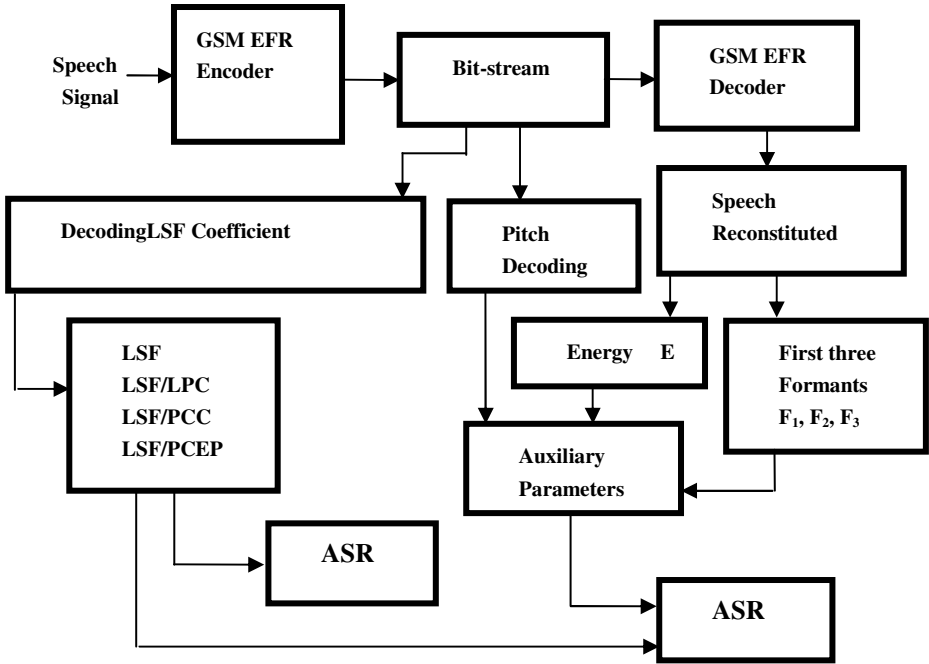 Speech
Signal
GSM EFR
Encoder
Bit-stream
GSM EFR
Decoder
DecodingLSF Coefficient
Pitch
Decoding
Speech
Reconstituted
LSF
LSF/LPC
LSF/PCC
LSF/PCEP
Energy E
First three
Formants
F₁, F₂, F₃
Auxiliary
Parameters
ASR
ASR